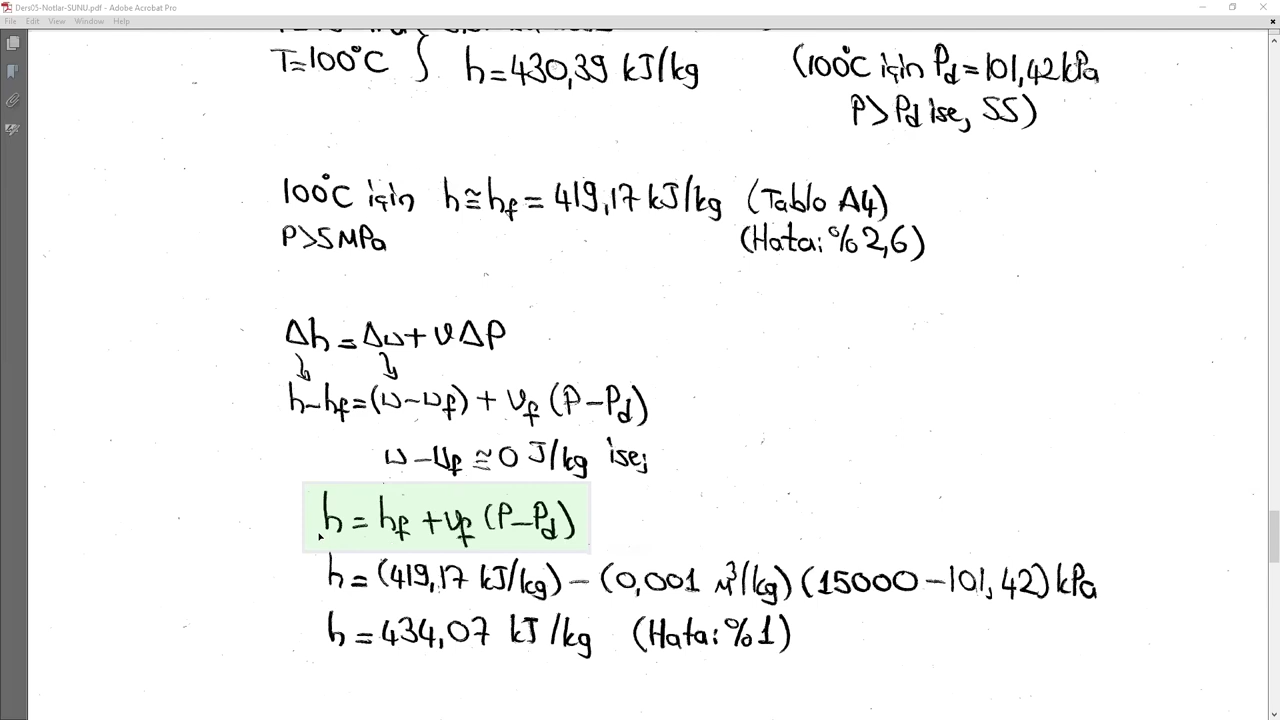 Ders05-Notlar-SUNU.pdf - Adobe Acrobat Pro
File Edit View Window Help
T=100°C } h=430,39 kJ/kg (100°C için Pd=101,42 kPa
P>Pd ise, SS)
100°C için h≅hf = 419,17 kJ/kg (Tablo A4)
P>5 MPa (Hata: %2,6)
Δh = Δu + vΔP
h-hf = (u-uf) + vf (P-Pd)
u-uf ≅ 0 J/kg ise;
h = hf + vf (P-Pd)
h = (419,17 kJ/kg) - (0,001 m³/kg) (15000-101,42) kPa
h = 434,07 kJ/kg (Hata: %1)